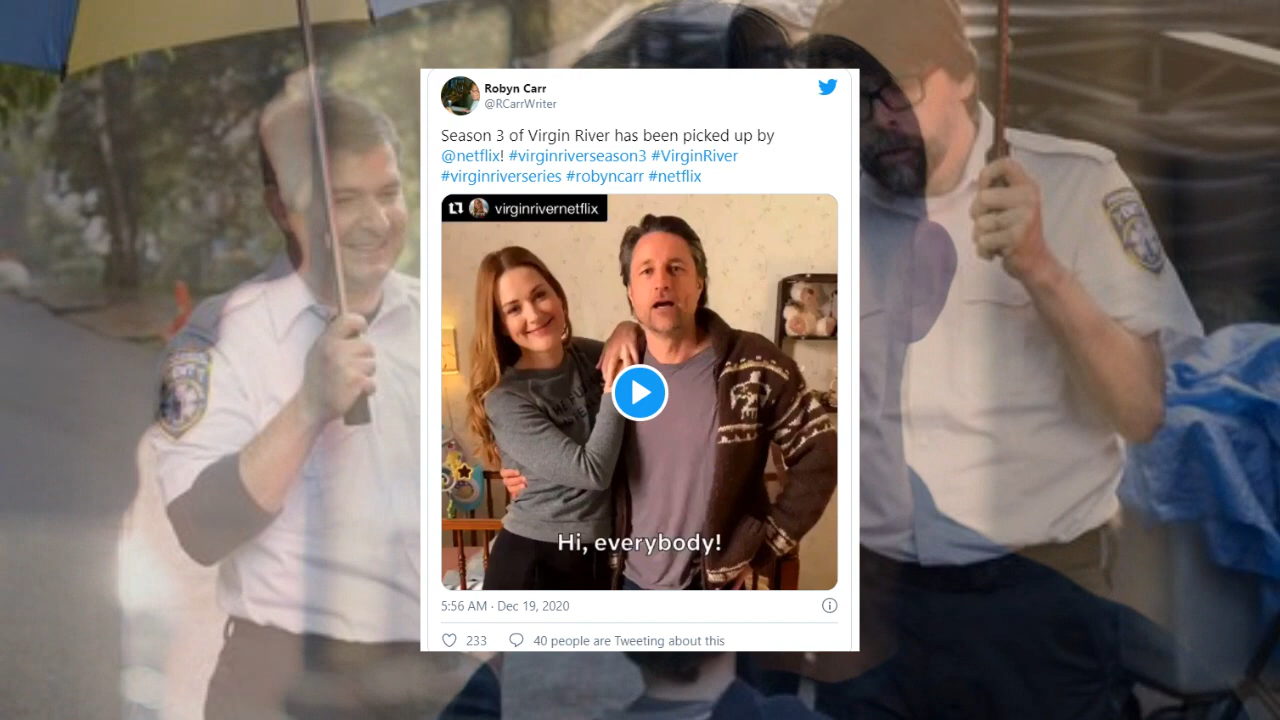 Robyn Carr
@RCarrWriter
Season 3 of Virgin River has been picked up by
@netflix! #virginriverseason3 #VirginRiver
#virginriverseries #robyncarr #netflix
virginrivernetflix
Hi, everybody!
5:56 AM · Dec 19, 2020
233 40 people are Tweeting about this